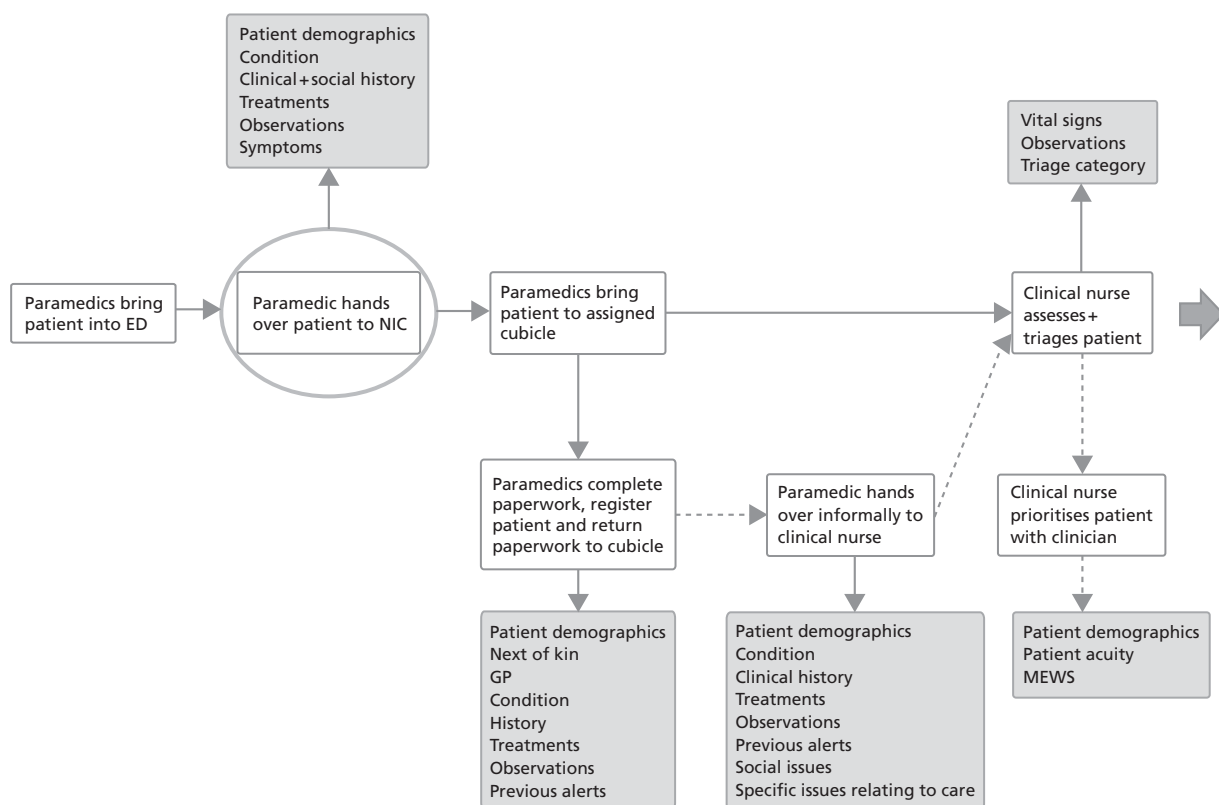 Patient demographics
Condition
Clinical+social history
Treatments
Observations
Symptoms
Vital signs
Observations
Triage category
Paramedics bring
patient into ED
Paramedic hands
over patient to NIC
Paramedics bring
patient to assigned
cubicle
Clinical nurse
assesses+
triages patient
Paramedics complete
paperwork, register
patient and return
paperwork to cubicle
Paramedic hands
over informally to
clinical nurse
Clinical nurse
prioritises patient
with clinician
Patient demographics
Next of kin
GP
Condition
History
Treatments
Observations
Previous alerts
Patient demographics
Condition
Clinical history
Treatments
Observations
Previous alerts
Social issues
Specific issues relating to care
Patient demographics
Patient acuity
MEWS